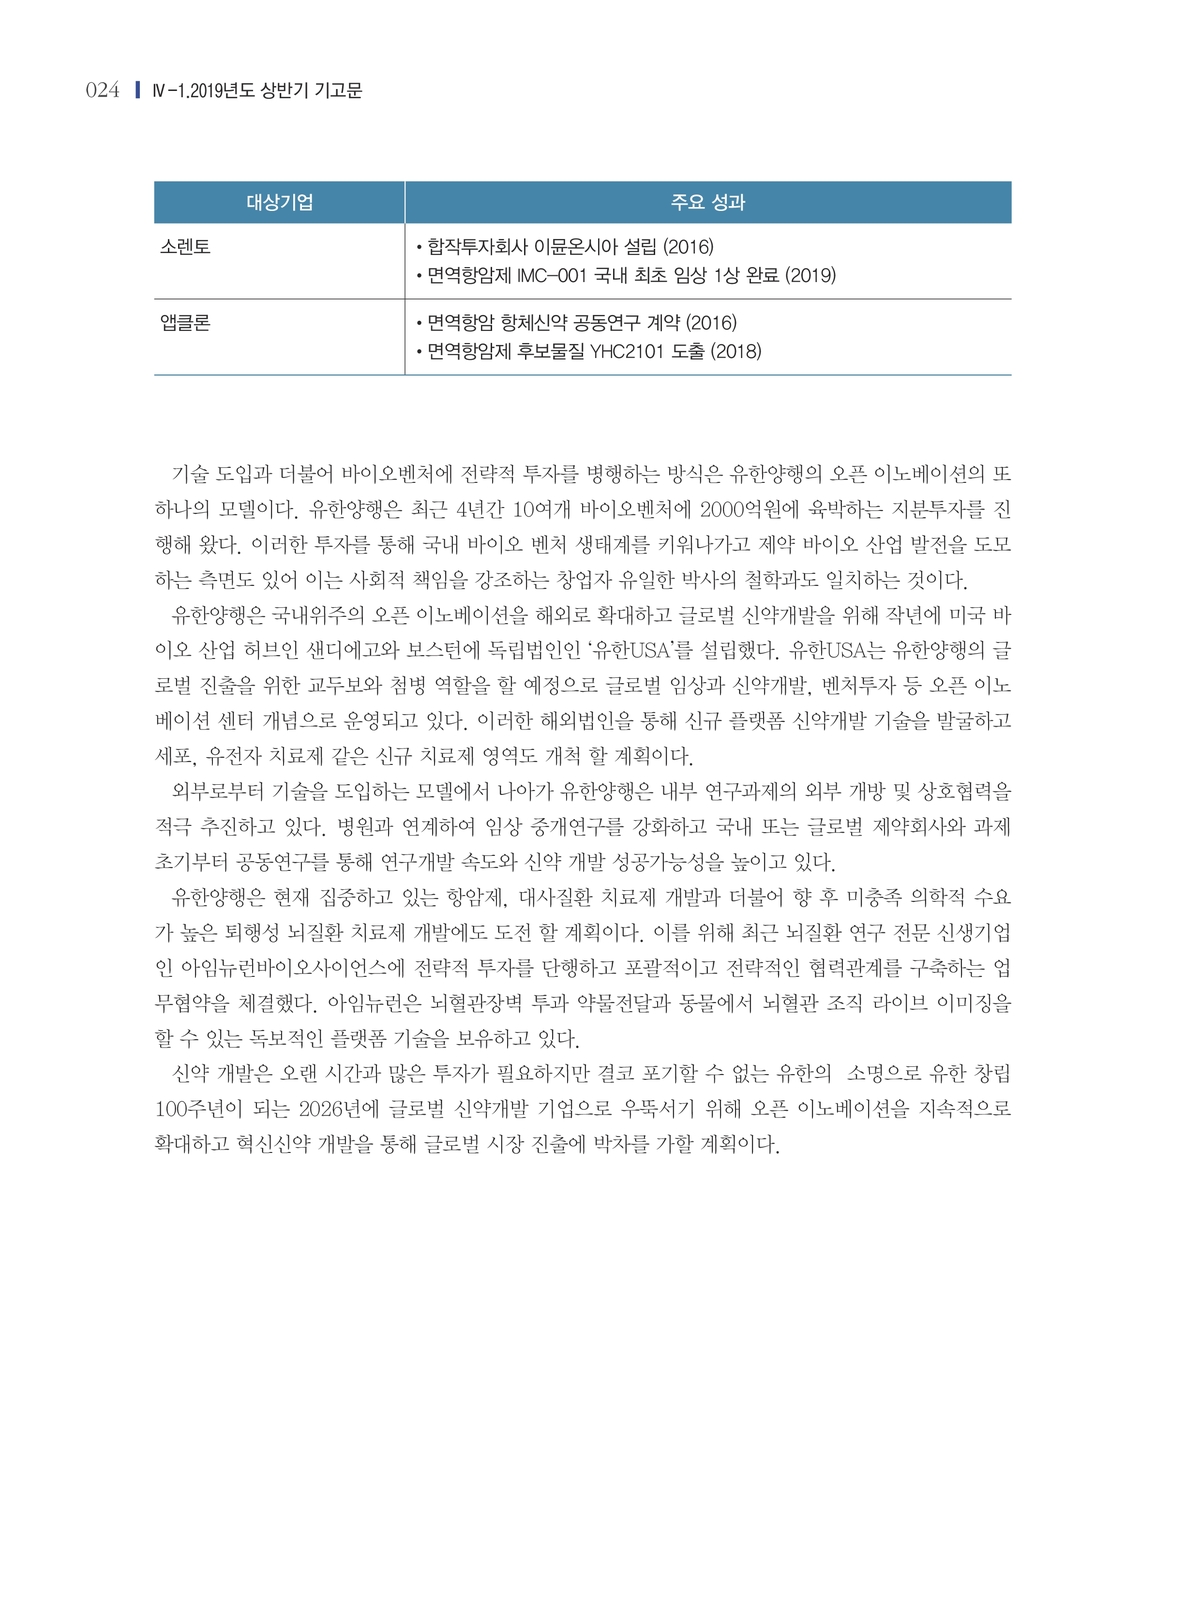 024 Ⅳ-1.2019년도 상반기 기고문
대상기업 주요 성과
소렌토 • 합작투자회사 이뮨온시아 설립 (2016)
• 면역항암제 IMC-001 국내 최초 임상 1상 완료 (2019)
앱클론 • 면역항암 항체신약 공동연구 계약 (2016)
• 면역항암제 후보물질 YHC2101 도출 (2018)
기술 도입과 더불어 바이오벤처에 전략적 투자를 병행하는 방식은 유한양행의 오픈 이노베이션의 또
하나의 모델이다. 유한양행은 최근 4년간 10여개 바이오벤처에 2000억원에 육박하는 지분투자를 진
행해 왔다. 이러한 투자를 통해 국내 바이오 벤처 생태계를 키워나가고 제약 바이오 산업 발전을 도모
하는 측면도 있어 이는 사회적 책임을 강조하는 창업자 유일한 박사의 철학과도 일치하는 것이다.
유한양행은 국내위주의 오픈 이노베이션을 해외로 확대하고 글로벌 신약개발을 위해 작년에 미국 바
이오 산업 허브인 샌디에고와 보스턴에 독립법인인 ‘유한USA’를 설립했다. 유한USA는 유한양행의 글
로벌 진출을 위한 교두보와 첨병 역할을 할 예정으로 글로벌 임상과 신약개발, 벤처투자 등 오픈 이노
베이션 센터 개념으로 운영되고 있다. 이러한 해외법인을 통해 신규 플랫폼 신약개발 기술을 발굴하고
세포, 유전자 치료제 같은 신규 치료제 영역도 개척 할 계획이다.
외부로부터 기술을 도입하는 모델에서 나아가 유한양행은 내부 연구과제의 외부 개방 및 상호협력을
적극 추진하고 있다. 병원과 연계하여 임상 중개연구를 강화하고 국내 또는 글로벌 제약회사와 과제
초기부터 공동연구를 통해 연구개발 속도와 신약 개발 성공가능성을 높이고 있다.
유한양행은 현재 집중하고 있는 항암제, 대사질환 치료제 개발과 더불어 향 후 미충족 의학적 수요
가 높은 퇴행성 뇌질환 치료제 개발에도 도전 할 계획이다. 이를 위해 최근 뇌질환 연구 전문 신생기업
인 아임뉴런바이오사이언스에 전략적 투자를 단행하고 포괄적이고 전략적인 협력관계를 구축하는 업
무협약을 체결했다. 아임뉴런은 뇌혈관장벽 투과 약물전달과 동물에서 뇌혈관 조직 라이브 이미징을
할 수 있는 독보적인 플랫폼 기술을 보유하고 있다.
신약 개발은 오랜 시간과 많은 투자가 필요하지만 결코 포기할 수 없는 유한의 소명으로 유한 창립
100주년이 되는 2026년에 글로벌 신약개발 기업으로 우뚝서기 위해 오픈 이노베이션을 지속적으로
확대하고 혁신신약 개발을 통해 글로벌 시장 진출에 박차를 가할 계획이다.